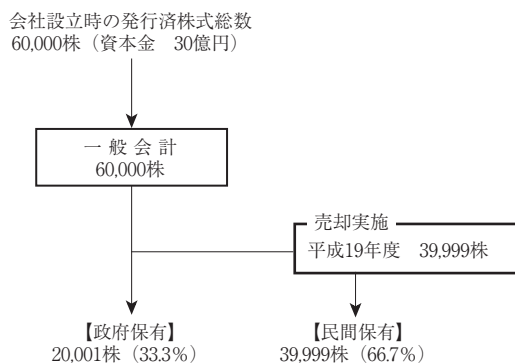 会社設立時の発行済株式総数
60,000株（資本金　30億円）
一 般 会 計
60,000株
売却実施
平成19年度　39,999株
【政府保有】
20,001株（33.3％）
【民間保有】
39,999株（66.7％）